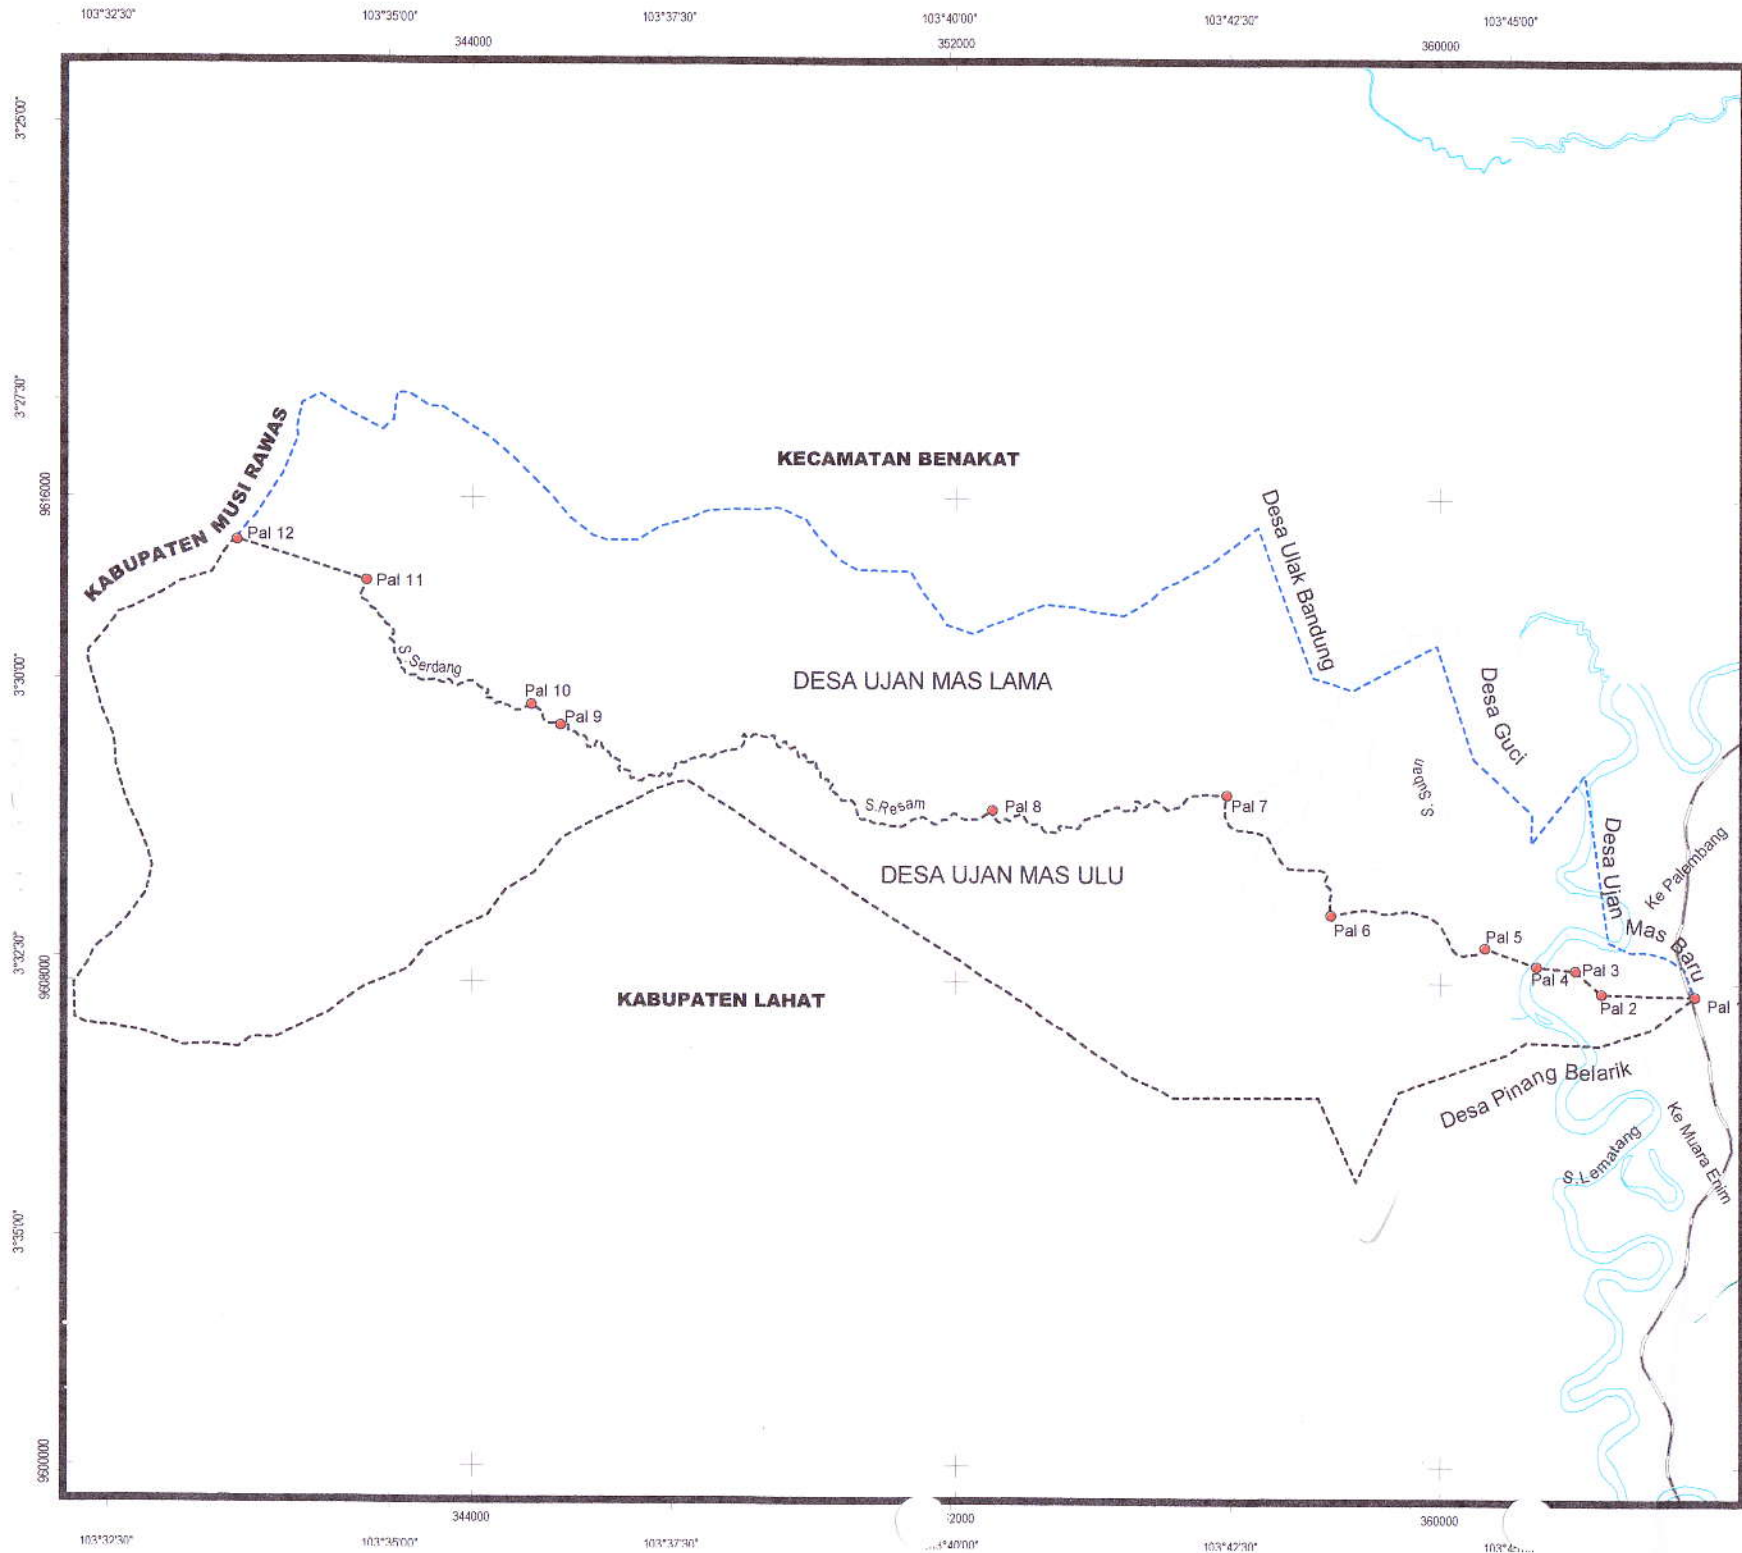 103°32'30" 103°35'00" 103°37'30" 103°40'00" 103°42'30" 103°45'00"
344000 352000 360000
3°25'00"
3°27'30"
9616000
3°30'00"
3°32'30"
9608000
3°35'00"
9600000
KECAMATAN BENAKAT
KABUPATEN MUSI RAWAS
Pal 12
Pal 11
Desa Ulak Bandung
S.Serdang
DESA UJAN MAS LAMA
Pal 10
Pal 9
Desa Guci
S. Suban
S.Resam
Pal 8
Pal 7
DESA UJAN MAS ULU
Desa Ujan
Mas Baru
Ke Palembang
Pal 6
Pal 5
Pal 4
Pal 3
Pal 2
Pal
KABUPATEN LAHAT
Desa Pinang Belarik
S.Lematang
Ke Muara Enim
344000 2000 360000
103°32'30" 103°35'00" 103°37'30" °40'00" 103°42'30"